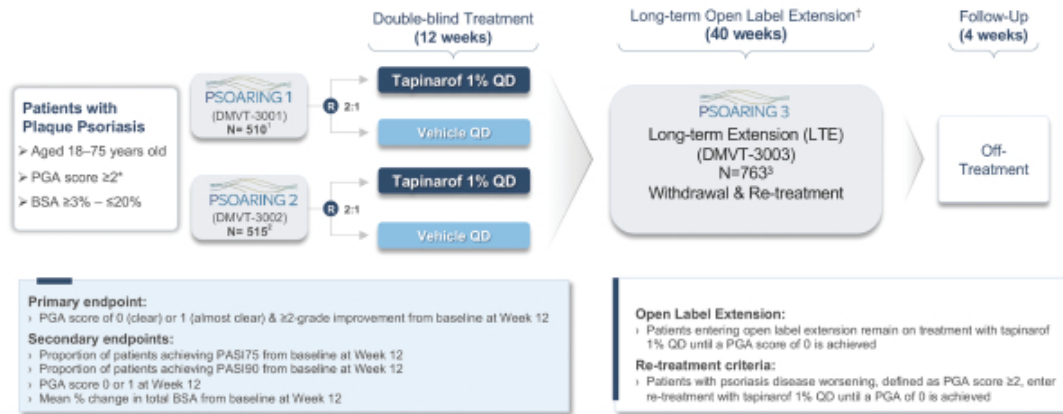 Double-blind Treatment
(12 weeks)
Long-term Open Label Extension†
(40 weeks)
Follow-Up
(4 weeks)
Patients with
Plaque Psoriasis
➤ Aged 18–75 years old
➤ PGA score ≥2*
➤ BSA ≥3% – ≤20%
PSOARING 1
(DMVT-3001)
N= 510¹
R 2:1
Tapinarof 1% QD
Vehicle QD
PSOARING 2
(DMVT-3002)
N= 515²
R 2:1
Tapinarof 1% QD
Vehicle QD
PSOARING 3
Long-term Extension (LTE)
(DMVT-3003)
N=763³
Withdrawal & Re-treatment
Off-
Treatment
Primary endpoint:
› PGA score of 0 (clear) or 1 (almost clear) & ≥2-grade improvement from baseline at Week 12
Secondary endpoints:
› Proportion of patients achieving PASI75 from baseline at Week 12
› Proportion of patients achieving PASI90 from baseline at Week 12
› PGA score 0 or 1 at Week 12
› Mean % change in total BSA from baseline at Week 12
Open Label Extension:
› Patients entering open label extension remain on treatment with tapinarof
1% QD until a PGA score of 0 is achieved
Re-treatment criteria:
› Patients with psoriasis disease worsening, defined as PGA score ≥2, enter
re-treatment with tapinarof 1% QD until a PGA of 0 is achieved